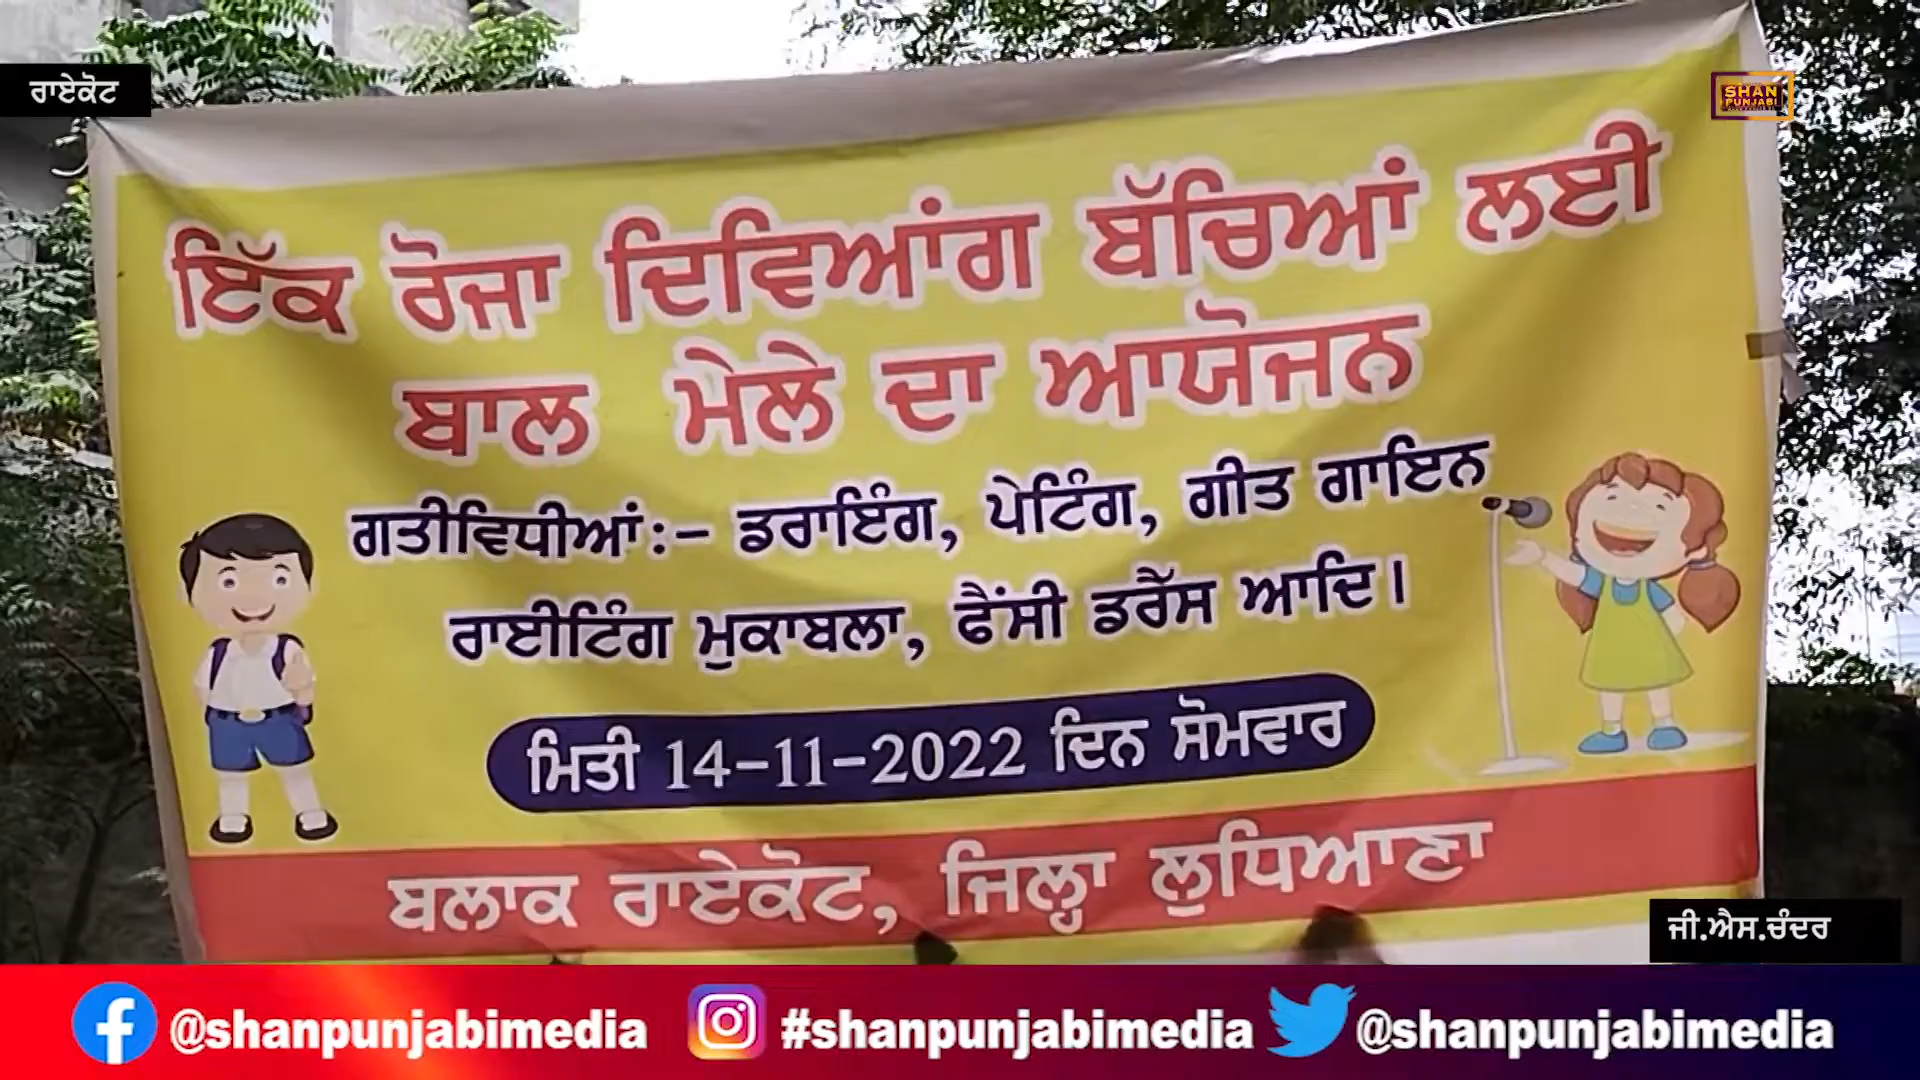 ਰਾਏਕੋਟ
SHAN
PUNJABI
ਇੱਕ ਰੋਜਾ ਦਿਵਿਆਂਗ ਬੱਚਿਆਂ ਲਈ
ਬਾਲ ਮੇਲੇ ਦਾ ਆਯੋਜਨ
ਗਤੀਵਿਧੀਆਂ:- ਡਰਾਇੰਗ, ਪੇਟਿੰਗ, ਗੀਤ ਗਾਇਨ
ਰਾਈਟਿੰਗ ਮੁਕਾਬਲਾ, ਫੈਂਸੀ ਡਰੈੱਸ ਆਦਿ।
ਮਿਤੀ 14-11-2022 ਦਿਨ ਸੋਮਵਾਰ
ਬਲਾਕ ਰਾਏਕੋਟ, ਜਿਲ੍ਹਾ ਲੁਧਿਆਣਾ
ਜੀ.ਐਸ.ਚੰਦਰ
@shanpunjabimedia #shanpunjabimedia @shanpunjabimedia